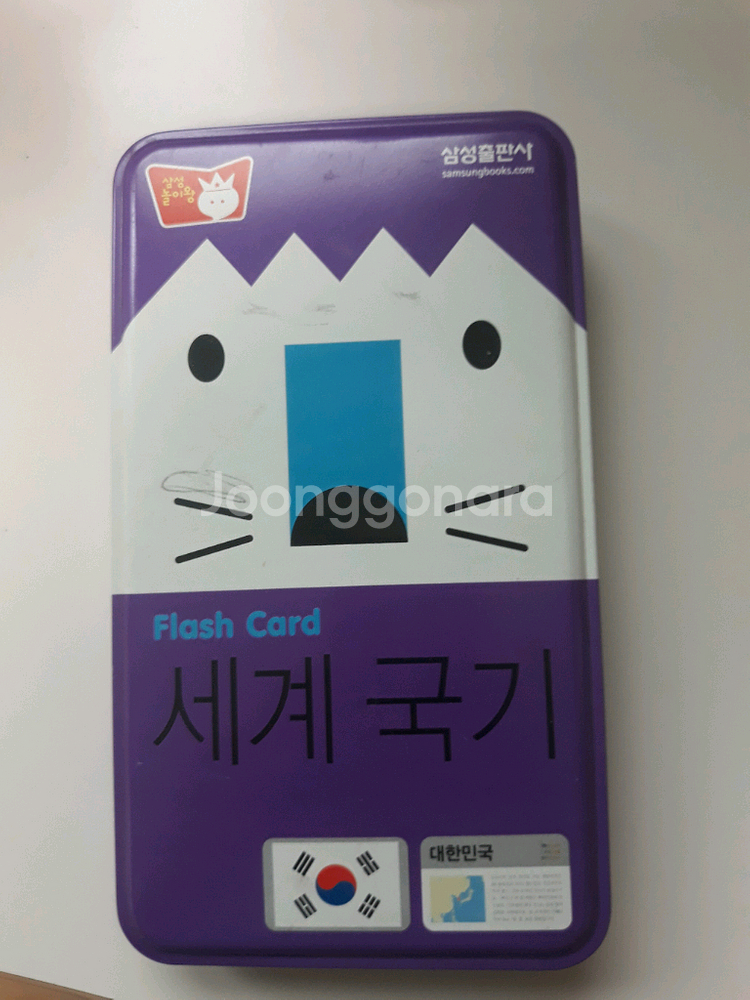 삼성출판사
samsungbooks.com
삼성
놀이왕
Joonggonara
Flash Card
세계 국기
대한민국